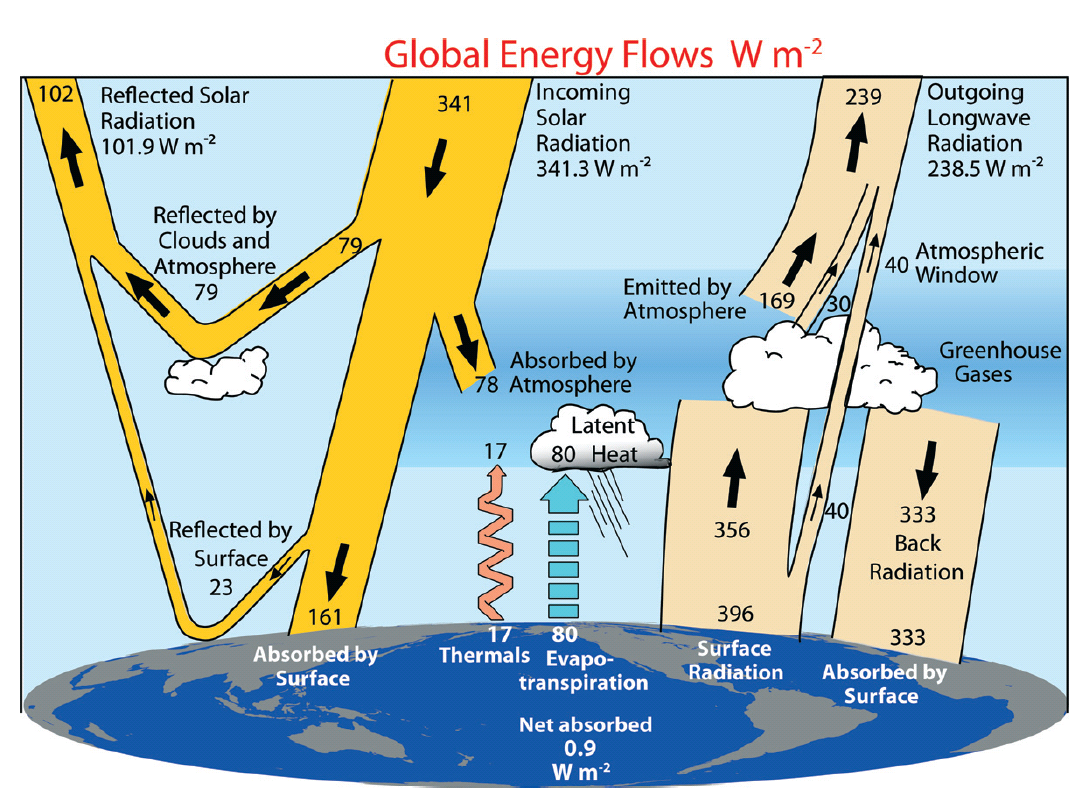 Global Energy Flows W m-2
102
Reflected Solar
Radiation
101.9 W m-2
341
Incoming
Solar
Radiation
341.3 W m-2
239
Outgoing
Longwave
Radiation
238.5 W m-2
Reflected by
Clouds and
Atmosphere
79
79
Emitted by
Atmosphere
169
30
40
Atmospheric
Window
Greenhouse
Gases
78
Absorbed by
Atmosphere
17
Latent
80 Heat
Reflected by
Surface
23
161
Absorbed by
Surface
17
Thermals
80
Evapo-
transpiration
356
396
Surface
Radiation
40
333
Back
Radiation
333
Absorbed by
Surface
Net absorbed
0.9
W m-2